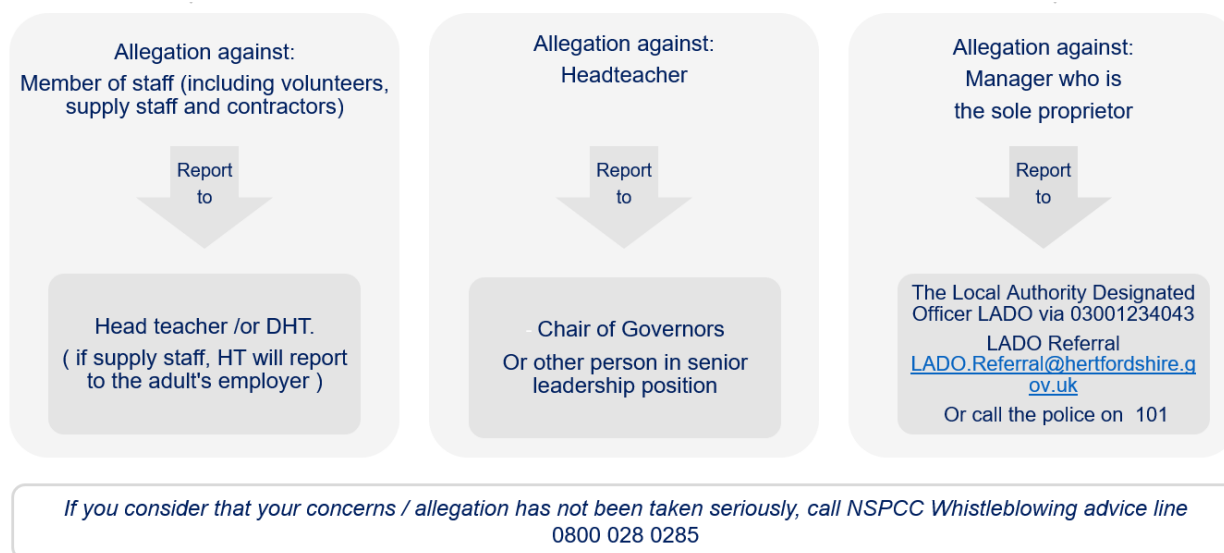 Allegation against:
Member of staff (including volunteers,
supply staff and contractors)
Report
to
Head teacher /or DHT.
( if supply staff, HT will report
to the adult's employer )
Allegation against:
Headteacher
Report
to
- Chair of Governors
Or other person in senior
leadership position
Allegation against:
Manager who is
the sole proprietor
Report
to
The Local Authority Designated
Officer LADO via 03001234043
LADO Referral
LADO.Referral@hertfordshire.g
ov.uk
Or call the police on 101
If you consider that your concerns / allegation has not been taken seriously, call NSPCC Whistleblowing advice line
0800 028 0285